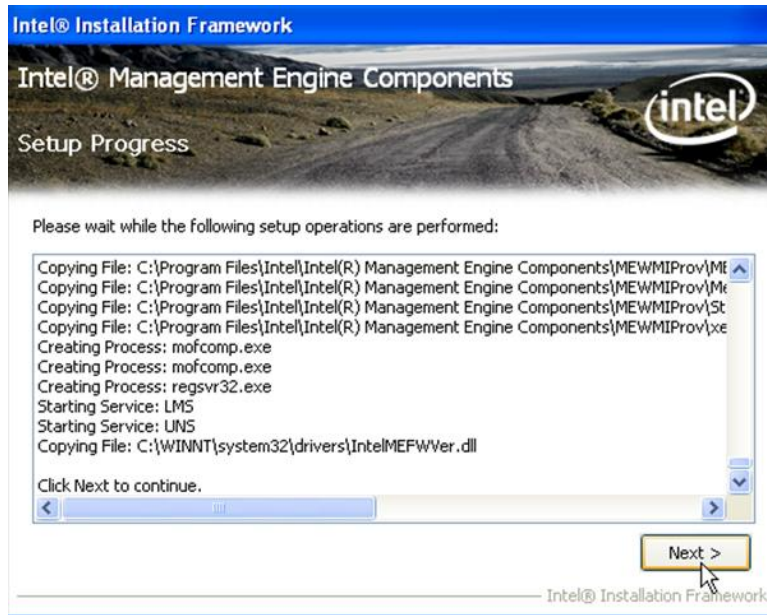 Intel® Installation Framework
Intel® Management Engine Components
intel
Setup Progress
Please wait while the following setup operations are performed:
Copying File: C:\Program Files\Intel\Intel(R) Management Engine Components\MEWMIProv\ME
Copying File: C:\Program Files\Intel\Intel(R) Management Engine Components\MEWMIProv\Me
Copying File: C:\Program Files\Intel\Intel(R) Management Engine Components\MEWMIProv\St
Copying File: C:\Program Files\Intel\Intel(R) Management Engine Components\MEWMIProv\xe
Creating Process: mofcomp.exe
Creating Process: mofcomp.exe
Creating Process: regsvr32.exe
Starting Service: LMS
Starting Service: UNS
Copying File: C:\WINNT\system32\drivers\IntelMEFWVer.dll
Click Next to continue.
Next >
Intel® Installation Framework